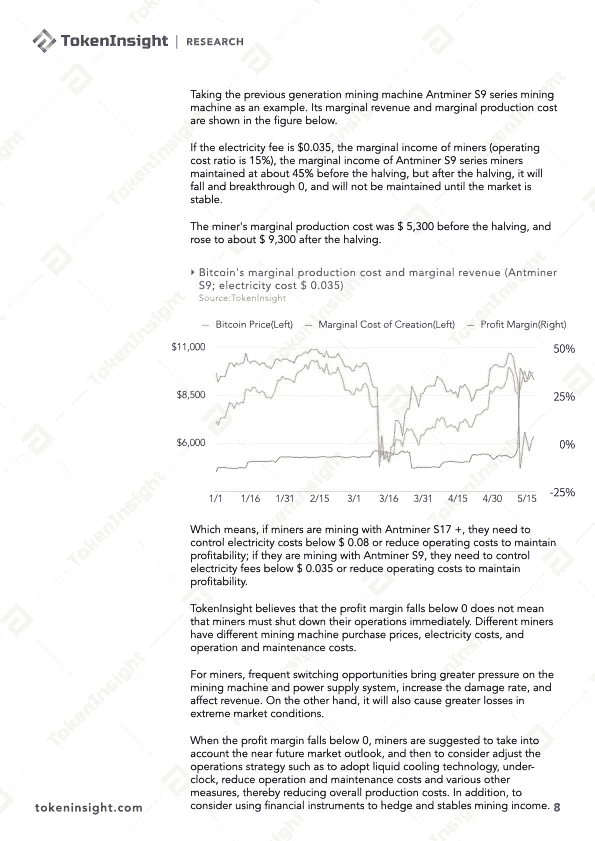 TokenInsight | RESEARCH
Taking the previous generation mining machine Antminer S9 series mining
machine as an example. Its marginal revenue and marginal production cost
are shown in the figure below.
If the electricity fee is $0.035, the marginal income of miners (operating
cost ratio is 15%), the marginal income of Antminer S9 series miners
maintained at about 45% before the halving, but after the halving, it will
fall and breakthrough 0, and will not be maintained until the market is
stable.
The miner's marginal production cost was $ 5,300 before the halving, and
rose to about $ 9,300 after the halving.
Bitcoin's marginal production cost and marginal revenue (Antminer
S9; electricity cost $ 0.035)
Source:TokenInsight
Bitcoin Price(Left) Marginal Cost of Creation(Left) Profit Margin(Right)
$11,000 50%
$8,500 25%
$6,000 0%
-25%
1/1 1/16 1/31 2/15 3/1 3/16 3/31 4/15 4/30 5/15
Which means, if miners are mining with Antminer S17 +, they need to
control electricity costs below $ 0.08 or reduce operating costs to maintain
profitability; if they are mining with Antminer S9, they need to control
electricity fees below $ 0.035 or reduce operating costs to maintain
profitability.
TokenInsight believes that the profit margin falls below 0 does not mean
that miners must shut down their operations immediately. Different miners
have different mining machine purchase prices, electricity costs, and
operation and maintenance costs.
For miners, frequent switching opportunities bring greater pressure on the
mining machine and power supply system, increase the damage rate, and
affect revenue. On the other hand, it will also cause greater losses in
extreme market conditions.
When the profit margin falls below 0, miners are suggested to take into
account the near future market outlook, and then to consider adjust the
operations strategy such as to adopt liquid cooling technology, under-
clock, reduce operation and maintenance costs and various other
measures, thereby reducing overall production costs. In addition, to
consider using financial instruments to hedge and stables mining income.
tokeninsight.com 8